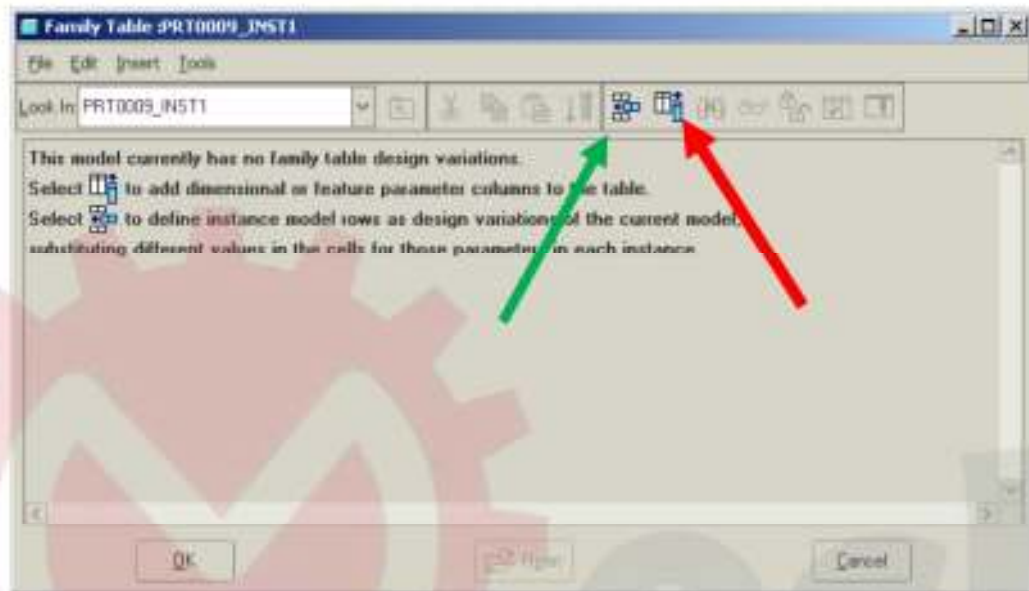 Family Table :PRT0009_INST1
File Edit Insert Tools
Look In: PRT0009_INST1
This model currently has no family table design variations.
Select to add dimensional or feature parameter columns to the table.
Select to define instance model rows as design variations of the current model,
substituting different values in the cells for those parameters in each instance.
OK Cancel